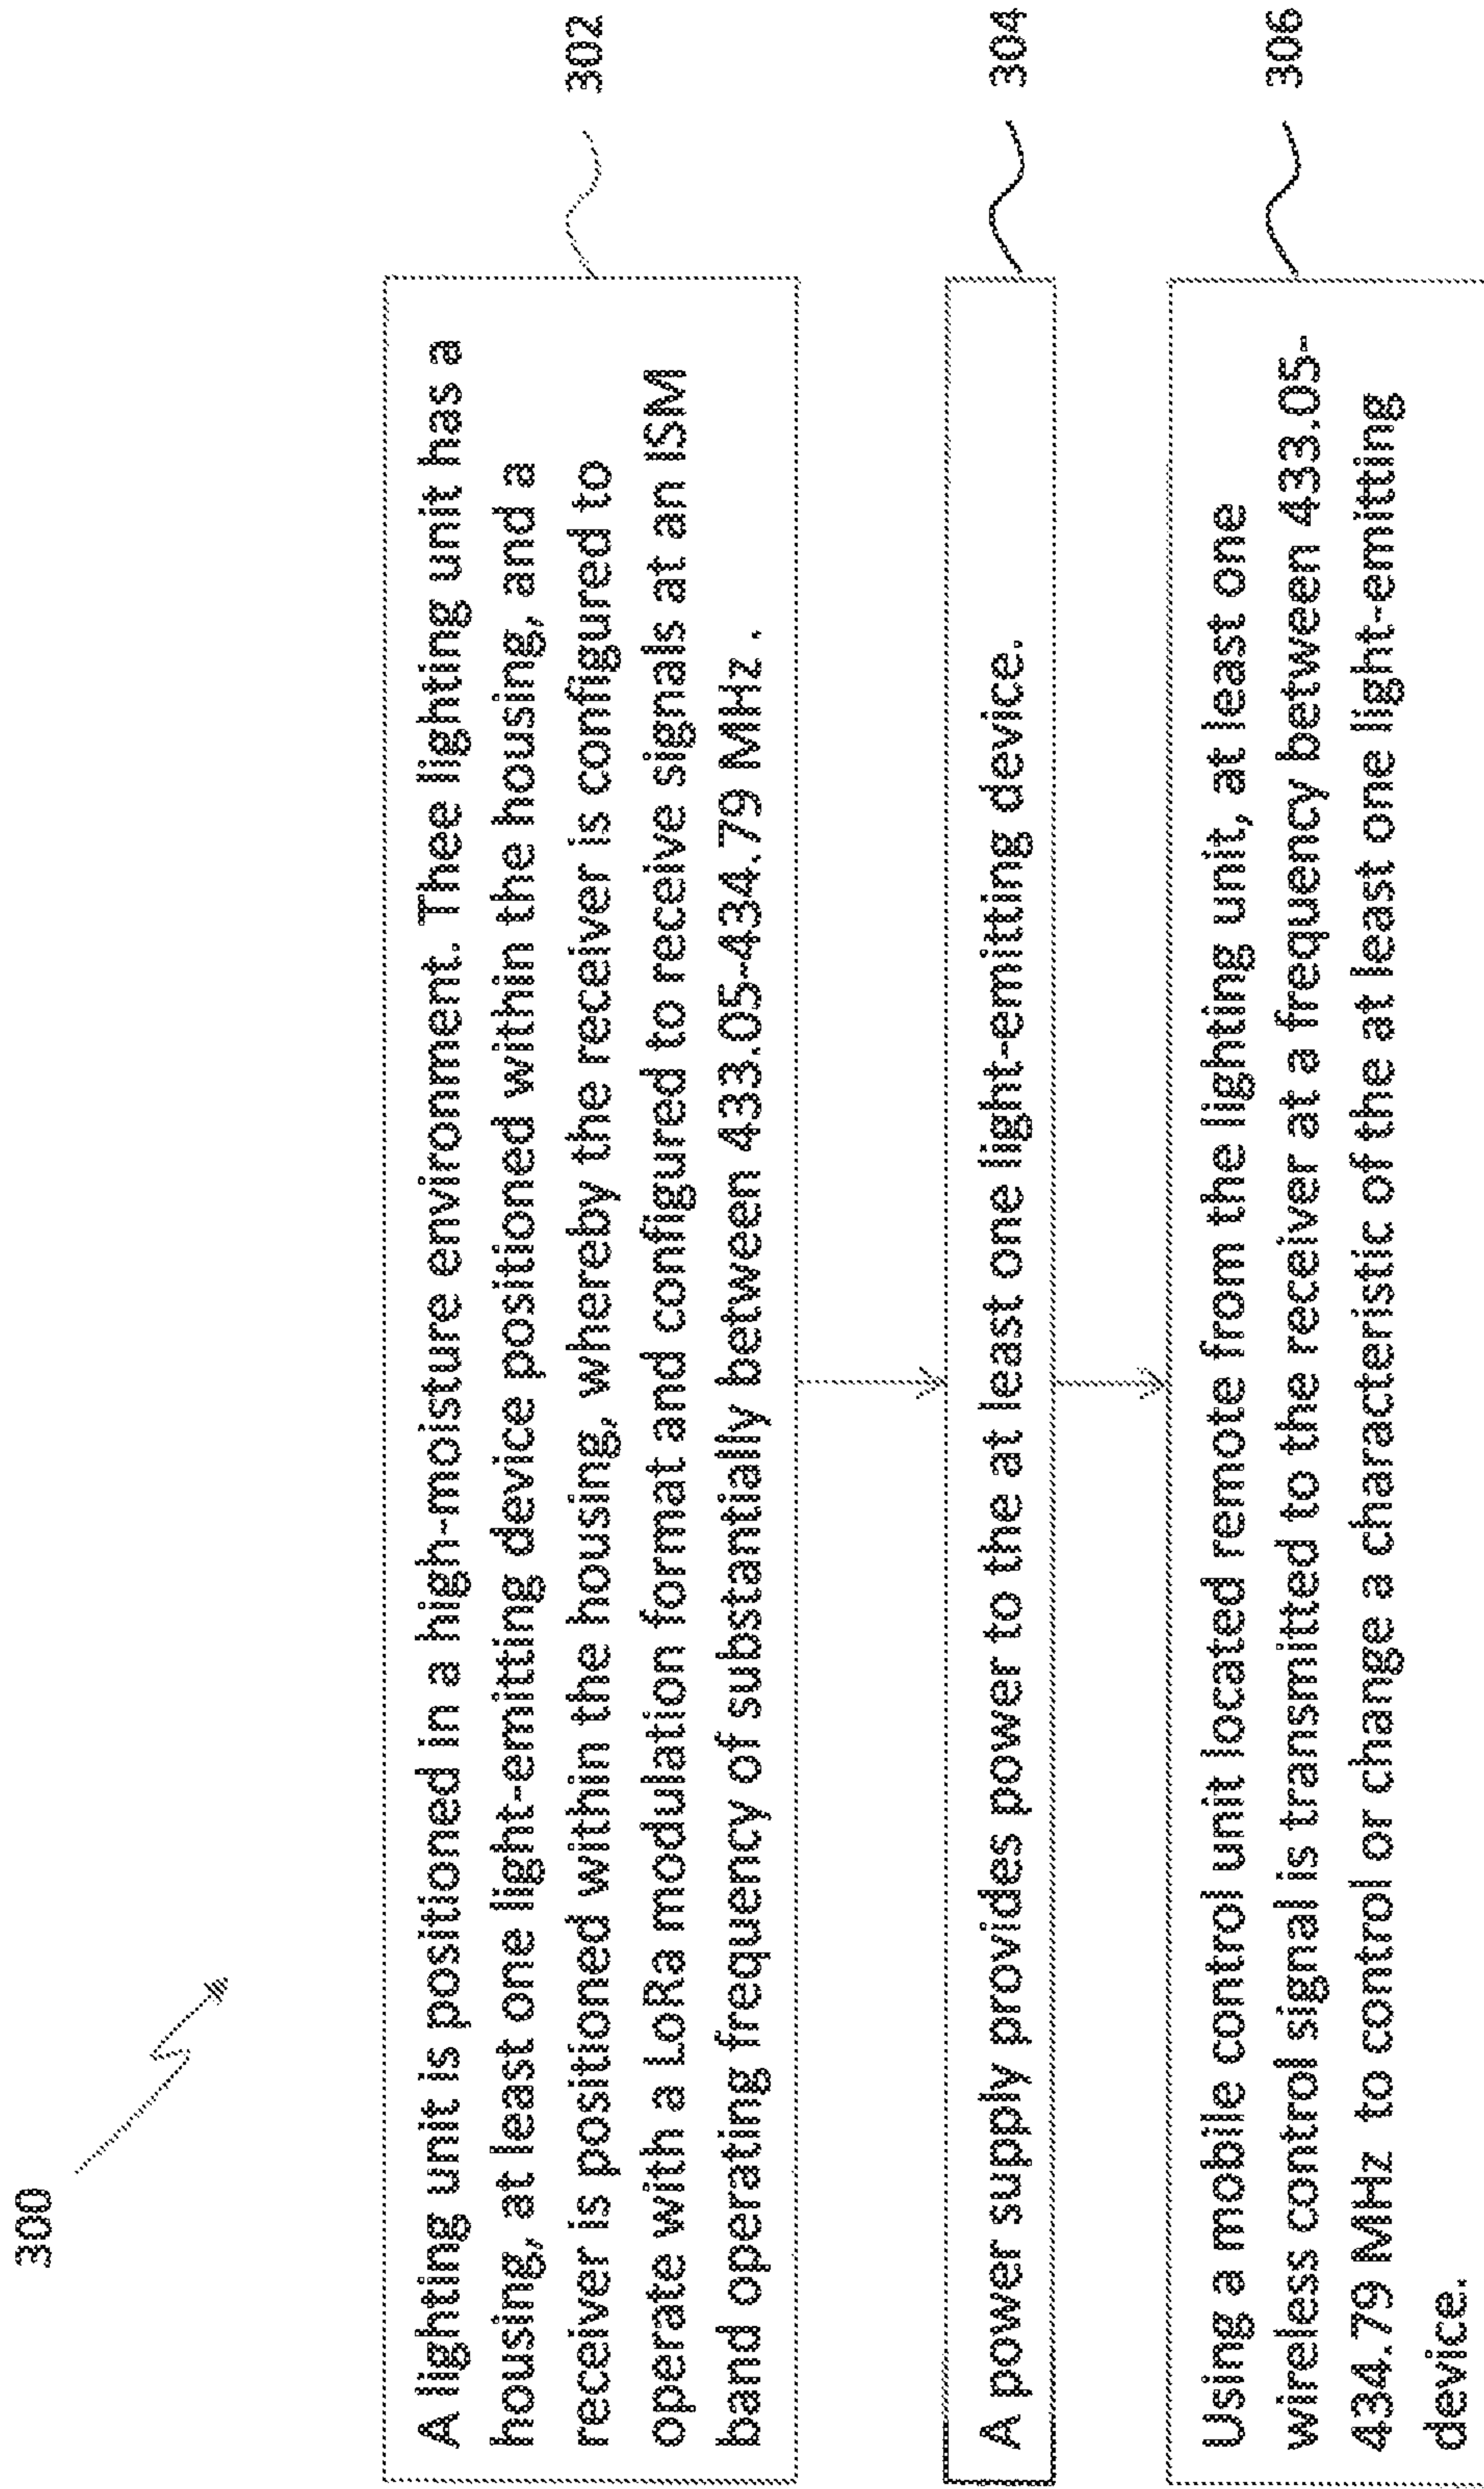 300
A lighting unit is positioned in a high-moisture environment. Thee lighting unit has a
housing, at least one light-emitting device positioned within the housing, and a
receiver is positioned within the housing, whereby the receiver is configured to
operate with a LoRa modulation format and configured to receive signals at an ISM
band operating frequency of substantially between 433.05-434.79 MHz .
302
A power supply provides power to the at least one light-emitting device.
304
Using a mobile control unit located remote from the lighting unit, at least one
wireless control signal is transmitted to the receiver at a frequency between 433.05-
434.79 MHz to control or change a characteristic of the at least one light-emitting
device.
306